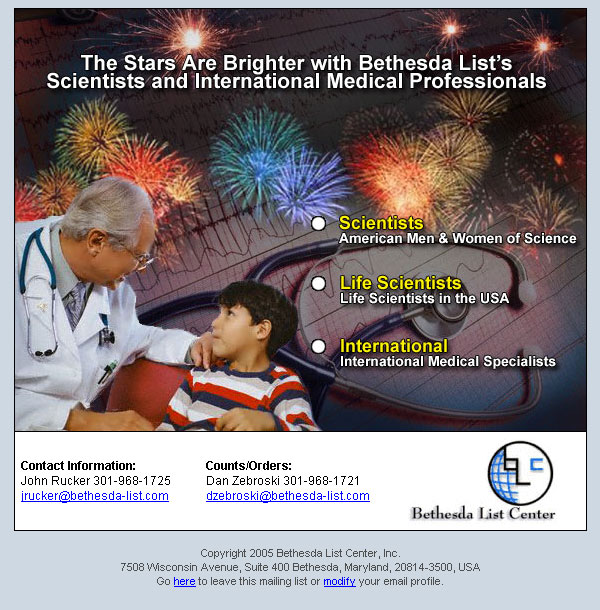 The Stars Are Brighter with Bethesda List's
Scientists and International Medical Professionals
Scientists
American Men & Women of Science
Life Scientists
Life Scientists in the USA
International
International Medical Specialists
Contact Information:
John Rucker 301-968-1725
jrucker@bethesda-list.com
Counts/Orders:
Dan Zebroski 301-968-1721
dzebroski@bethesda-list.com
BLC
Bethesda List Center
Copyright 2005 Bethesda List Center, Inc.
7508 Wisconsin Avenue, Suite 400 Bethesda, Maryland, 20814-3500, USA
Go here to leave this mailing list or modify your email profile.